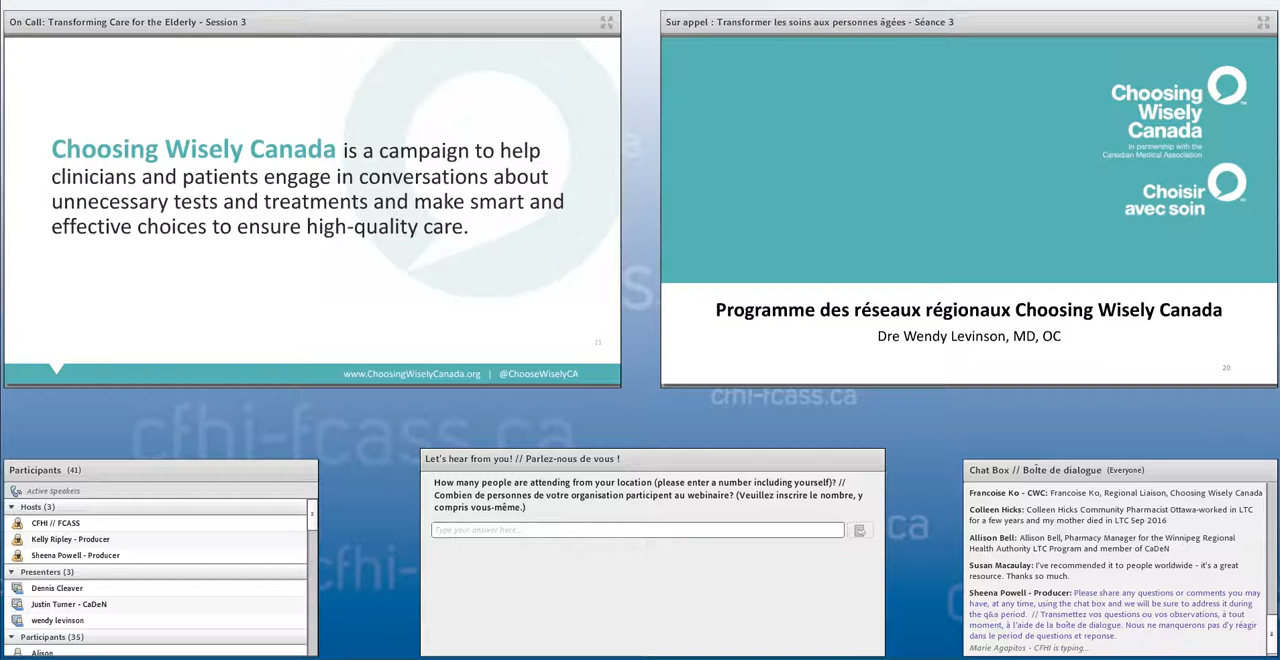 On Call: Transforming Care for the Elderly - Session 3
Choosing Wisely Canada is a campaign to help
clinicians and patients engage in conversations about
unnecessary tests and treatments and make smart and
effective choices to ensure high-quality care.
21
www.ChoosingWiselyCanada.org | @ChooseWiselyCA
Sur appel : Transformer les soins aux personnes âgées - Séance 3
Choosing
Wisely
Canada
in partnership with the
Canadian Medical Association
Choisir
avec soin
Programme des réseaux régionaux Choosing Wisely Canada
Dre Wendy Levinson, MD, OC
20
cfhi-fcass.ca
cfhi-fcass.ca
Participants (41)
Active Speakers
Hosts (3)
CFHI // FCASS
Kelly Ripley - Producer
Sheena Powell - Producer
Presenters (3)
Dennis Cleaver
Justin Turner - CaDeN
wendy levinson
Participants (35)
Alison
Let's hear from you! // Parlez-nous de vous !
How many people are attending from your location (please enter a number including yourself)? //
Combien de personnes de votre organisation participent au webinaire? (Veuillez inscrire le nombre, y
compris vous-même.)
Type your answer here...
Chat Box // Boîte de dialogue (Everyone)
Francoise Ko - CWC: Francoise Ko, Regional Liaison, Choosing Wisely Canada
Colleen Hicks: Colleen Hicks Community Pharmacist Ottawa-worked in LTC
for a few years and my mother died in LTC Sep 2016
Allison Bell: Allison Bell, Pharmacy Manager for the Winnipeg Regional
Health Authority LTC Program and member of CaDeN
Susan Macaulay: I've recommended it to people worldwide - it's a great
resource. Thanks so much.
Sheena Powell - Producer: Please share any questions or comments you may
have, at any time, using the chat box and we will be sure to address it during
the q&a period. // Transmettez vos questions ou vos observations, à tout
moment, à l'aide de la boîte de dialogue. Nous ne manquerons pas d'y réagir
dans le period de questions et reponse.
Marie Agapitos - CFHI is typing...